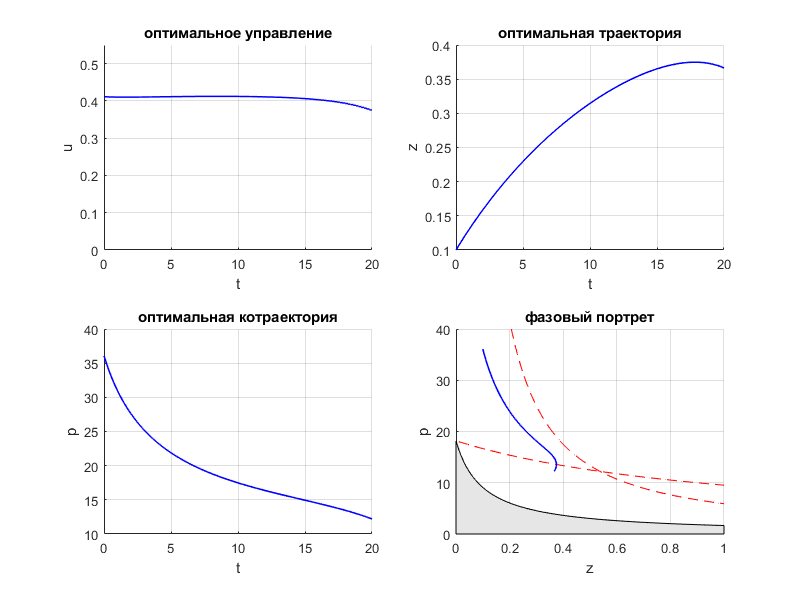 оптимальное управление
0.5
0.4
0.3
0.2
0.1
0
u
0 5 10 15 20
t
оптимальная траектория
0.4
0.35
0.3
0.25
0.2
0.15
0.1
z
0 5 10 15 20
t
оптимальная котраектория
40
35
30
25
20
15
10
p
0 5 10 15 20
t
фазовый портрет
40
30
20
10
0
p
0 0.2 0.4 0.6 0.8 1
z